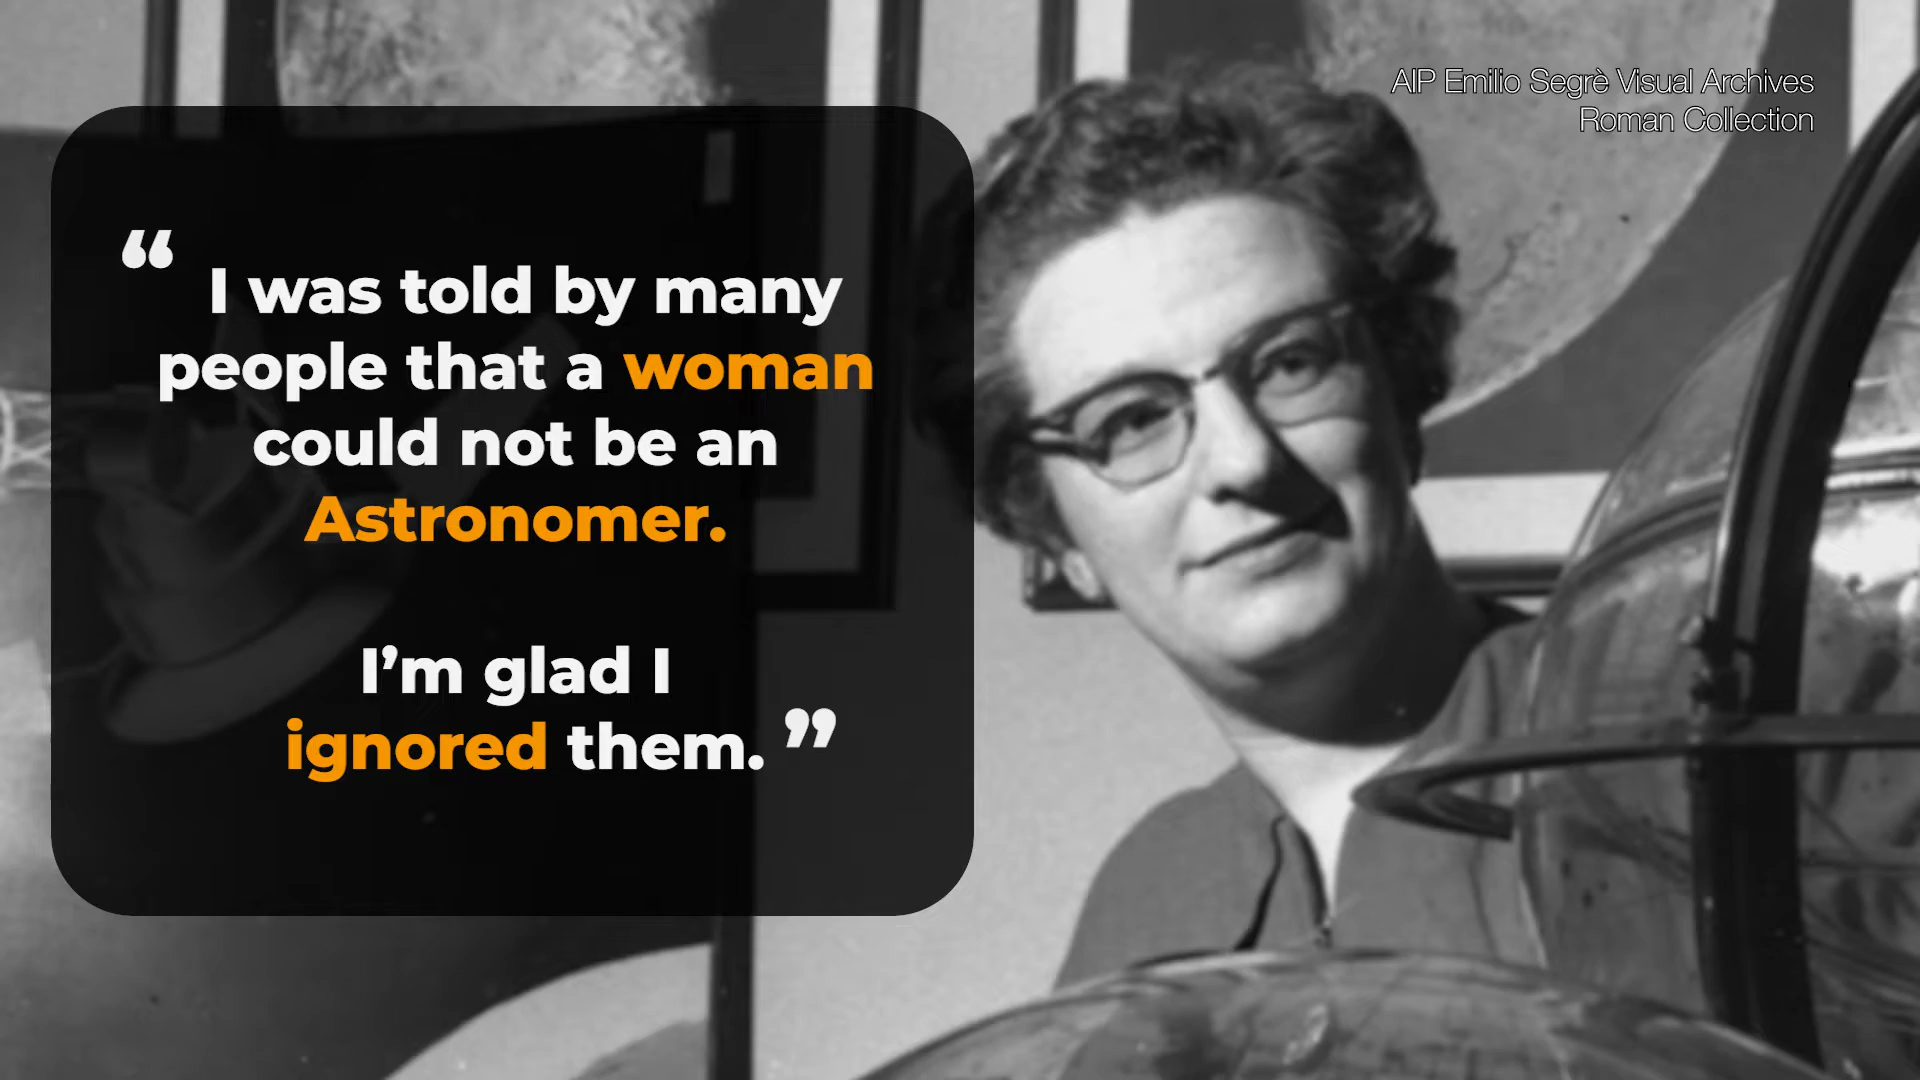 AIP Emilio Segrè Visual Archives
Roman Collection
“ I was told by many
people that a woman
could not be an
Astronomer.
I’m glad I
ignored them. ”